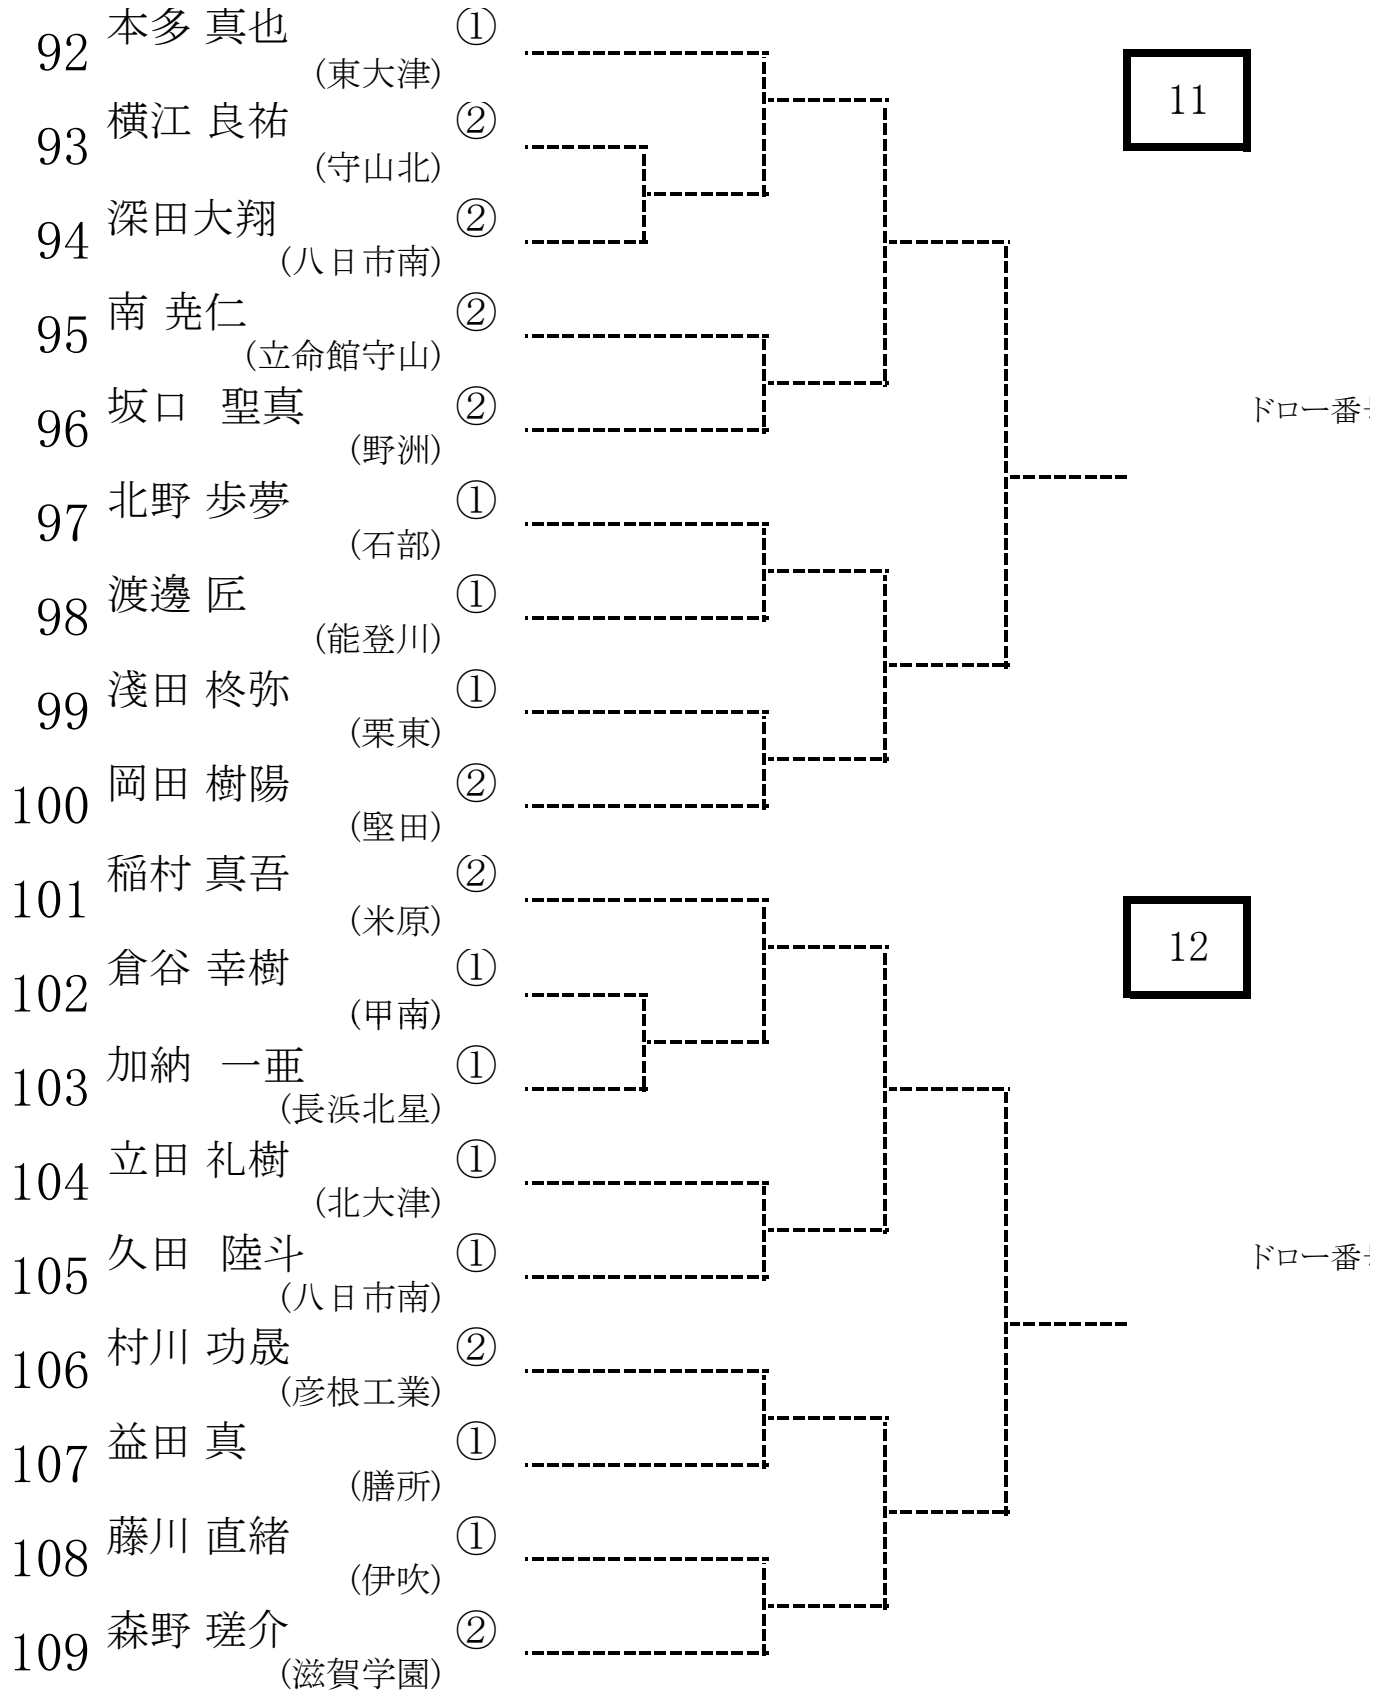 本多 真也 ①
92
(東大津)
11
横江 良祐 ②
93
(守山北)
深田大翔 ②
94
(八日市南)
南 尭仁 ②
95
(立命館守山)
坂口 聖真 ②
96
ドロー番
(野洲)
北野 歩夢 ①
97
(石部)
渡邊 匠 ①
98
(能登川)
淺田 柊弥 ①
99
(栗東)
岡田 樹陽 ②
100
(堅田)
稲村 真吾 ②
101
(米原)
12
倉谷 幸樹 ①
102
(甲南)
加納 一亜 ①
103
(長浜北星)
立田 礼樹 ①
104
(北大津)
久田 陸斗 ①
105
ドロー番
(八日市南)
村川 功晟 ②
106
(彦根工業)
益田 真 ①
107
(膳所)
藤川 直緒 ①
108
(伊吹)
森野 瑳介 ②
109
(滋賀学園)